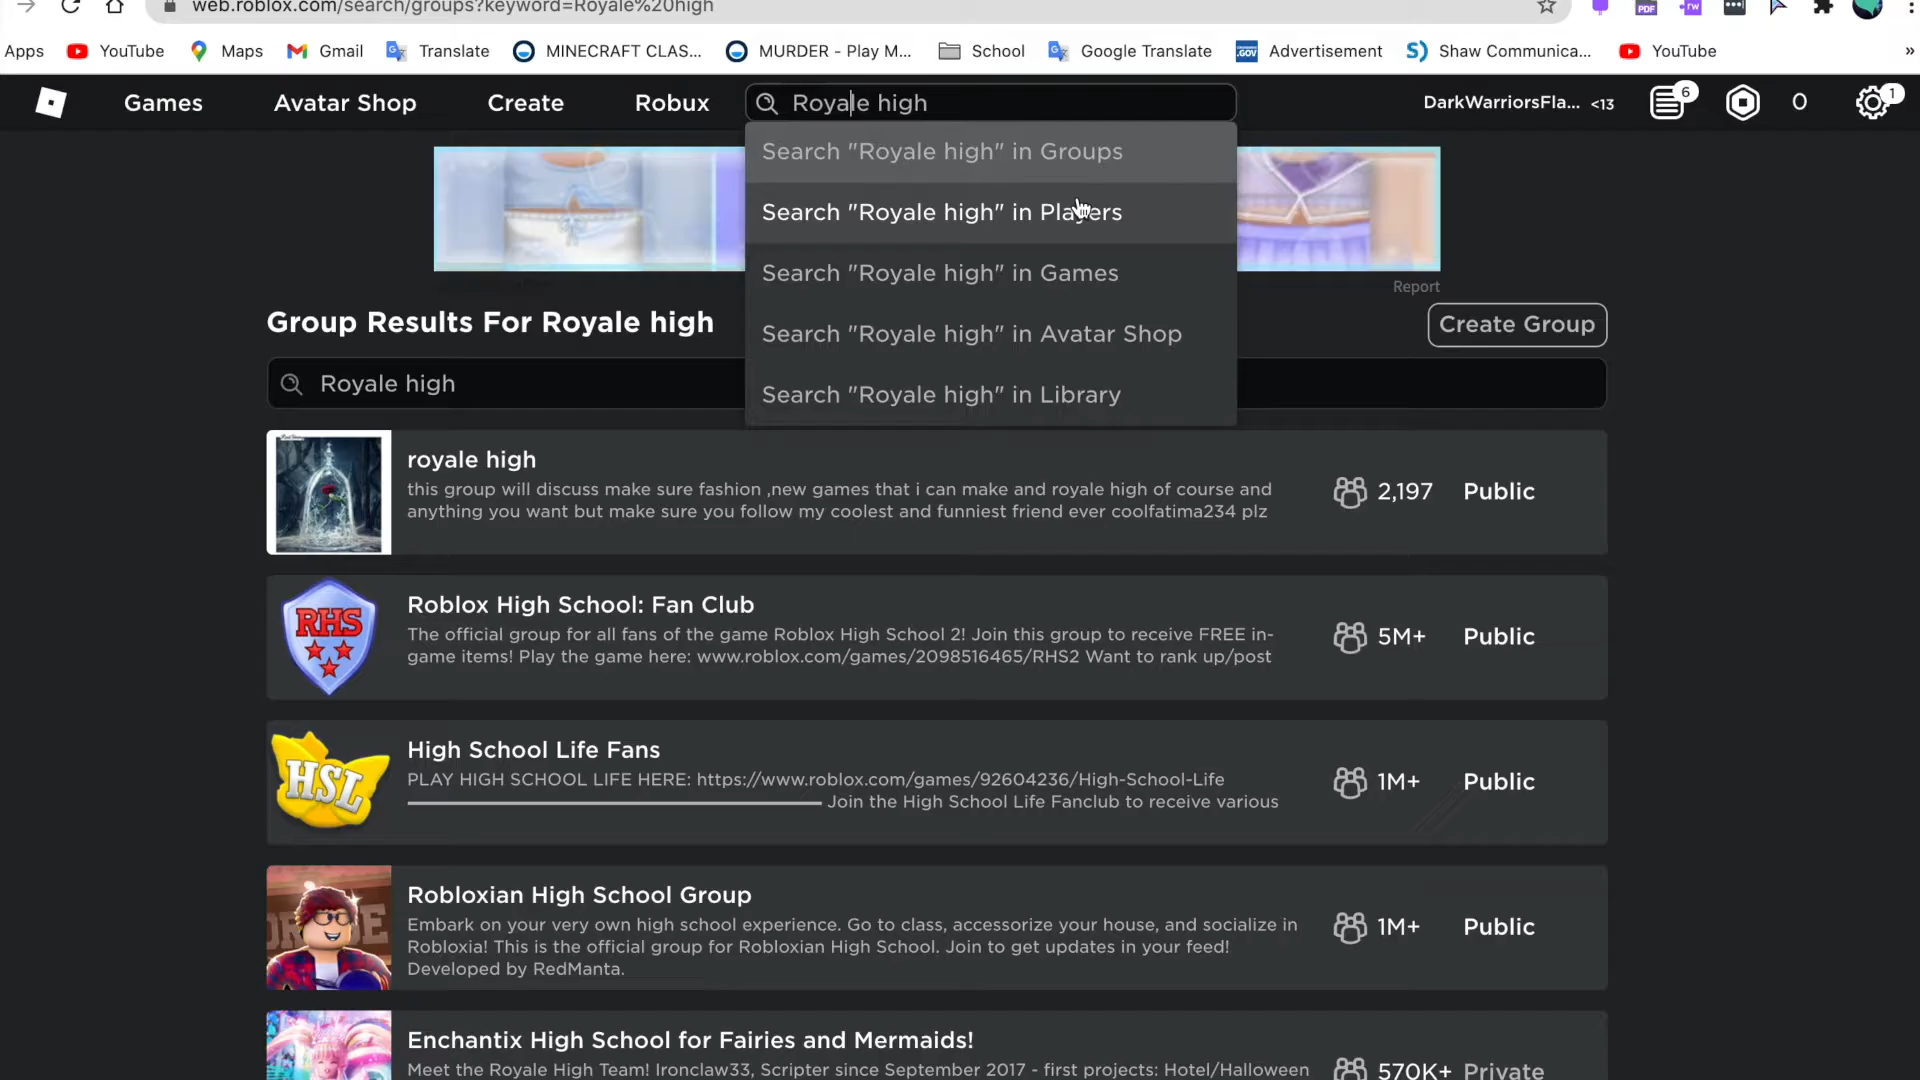 web.roblox.com/search/groups?keyword=Royale%20high
Apps YouTube Maps Gmail Translate MINECRAFT CLAS... MURDER - Play M... School Google Translate Advertisement Shaw Communica... YouTube »
Games Avatar Shop Create Robux Royale high DarkWarriorsFla... <13 6 0 1
Search "Royale high" in Groups
Search "Royale high" in Players
Search "Royale high" in Games
Search "Royale high" in Avatar Shop
Search "Royale high" in Library
Report
Group Results For Royale high Create Group
Royale high
royale high
this group will discuss make sure fashion ,new games that i can make and royale high of course and
anything you want but make sure you follow my coolest and funniest friend ever coolfatima234 plz
2,197 Public
RHS
Roblox High School: Fan Club
The official group for all fans of the game Roblox High School 2! Join this group to receive FREE in-
game items! Play the game here: www.roblox.com/games/2098516465/RHS2 Want to rank up/post
5M+ Public
HSL
High School Life Fans
PLAY HIGH SCHOOL LIFE HERE: https://www.roblox.com/games/92604236/High-School-Life
Join the High School Life Fanclub to receive various
1M+ Public
Robloxian High School Group
Embark on your very own high school experience. Go to class, accessorize your house, and socialize in
Robloxia! This is the official group for Robloxian High School. Join to get updates in your feed!
Developed by RedManta.
1M+ Public
Enchantix High School for Fairies and Mermaids!
Meet the Royale High Team! Ironclaw33, Scripter since September 2017 - first projects: Hotel/Halloween
570K+ Private